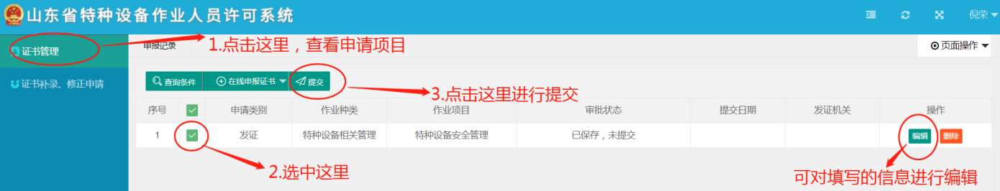 山东省特种设备作业人员许可系统
倪荣
证书管理
1.点击这里，查看申请项目
申报记录
页面操作
证书补录、修正申请
查询条件 在线申报证书 提交
3.点击这里进行提交
序号 申请类别 作业种类 作业项目 审批状态 提交日期 发证机关 操作
1 发证 特种设备相关管理 特种设备安全管理 已保存，未提交 编辑 删除
2.选中这里
可对填写的信息进行编辑